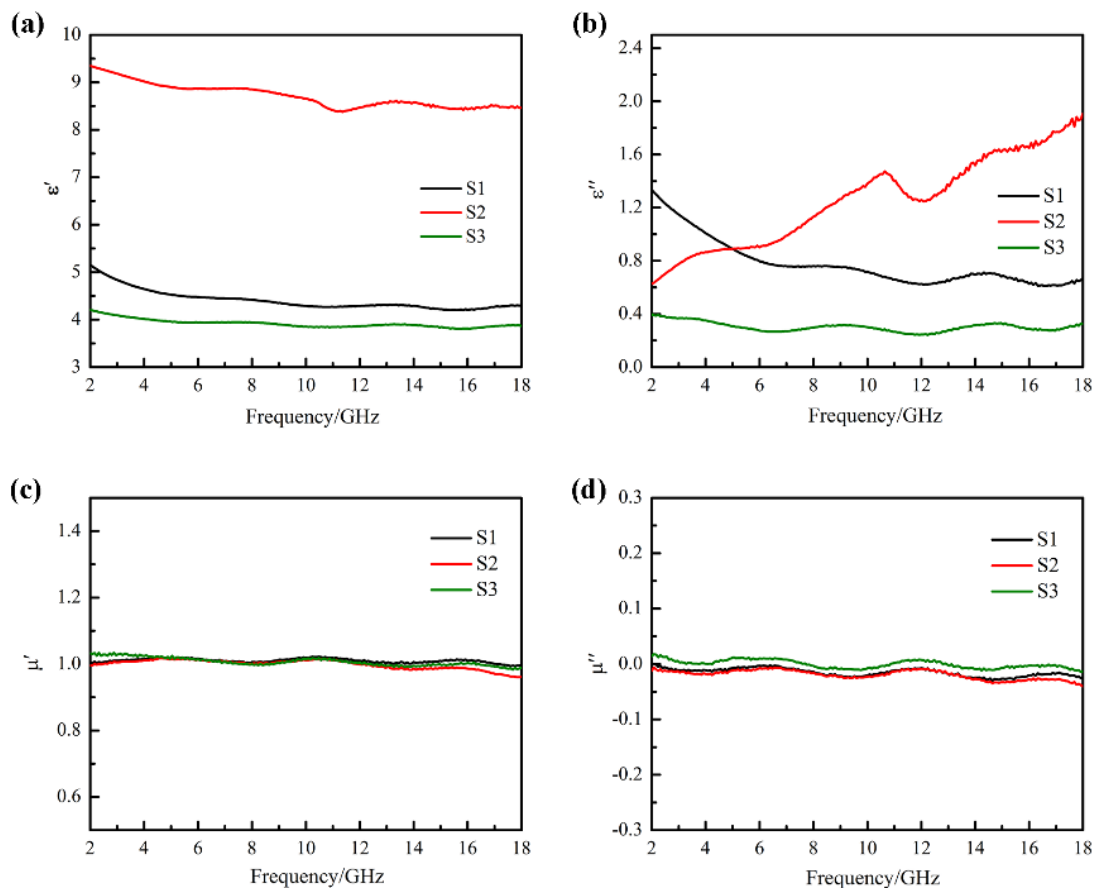 (a)
10
9
8
7
6
5
4
3
ε′
S1
S2
S3
2 4 6 8 10 12 14 16 18
Frequency/GHz
(b)
2.4
2.0
1.6
1.2
0.8
0.4
0.0
ε″
S1
S2
S3
2 4 6 8 10 12 14 16 18
Frequency/GHz
(c)
1.4
1.2
1.0
0.8
0.6
μ′
S1
S2
S3
2 4 6 8 10 12 14 16 18
Frequency/GHz
(d)
0.3
0.2
0.1
0.0
-0.1
-0.2
-0.3
μ″
S1
S2
S3
2 4 6 8 10 12 14 16 18
Frequency/GHz